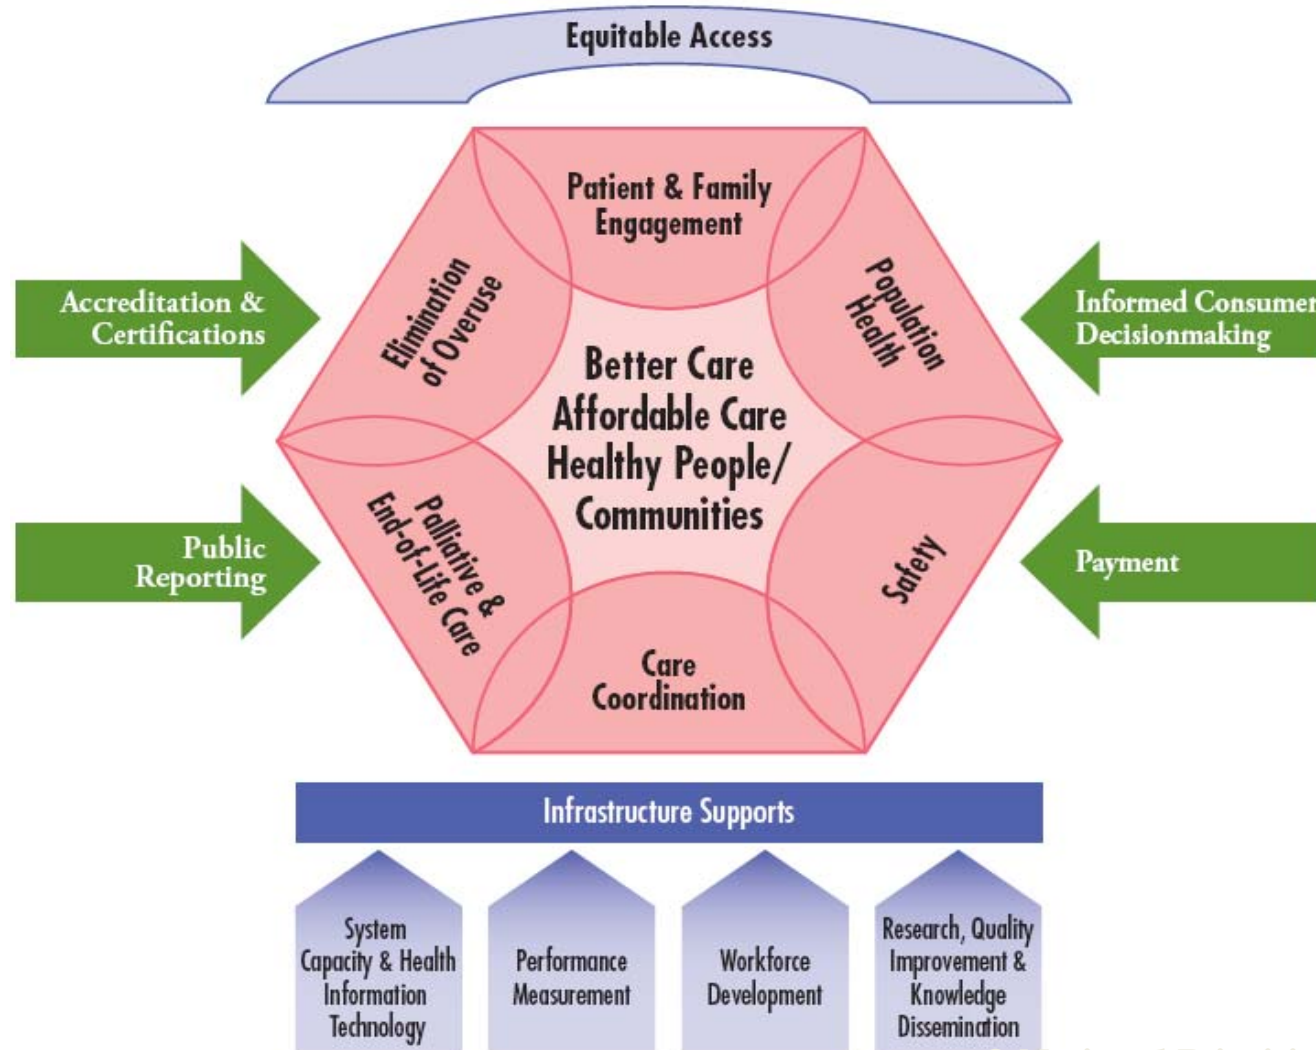 Equitable Access
Patient & Family
Engagement
Elimination
of Overuse
Population
Health
Accreditation &
Certifications
Informed Consumer
Decisionmaking
Better Care
Affordable Care
Healthy People/
Communities
Public
Reporting
Palliative &
End-of-Life Care
Safety
Payment
Care
Coordination
Infrastructure Supports
System
Capacity & Health
Information
Technology
Performance
Measurement
Workforce
Development
Research, Quality
Improvement &
Knowledge
Dissemination